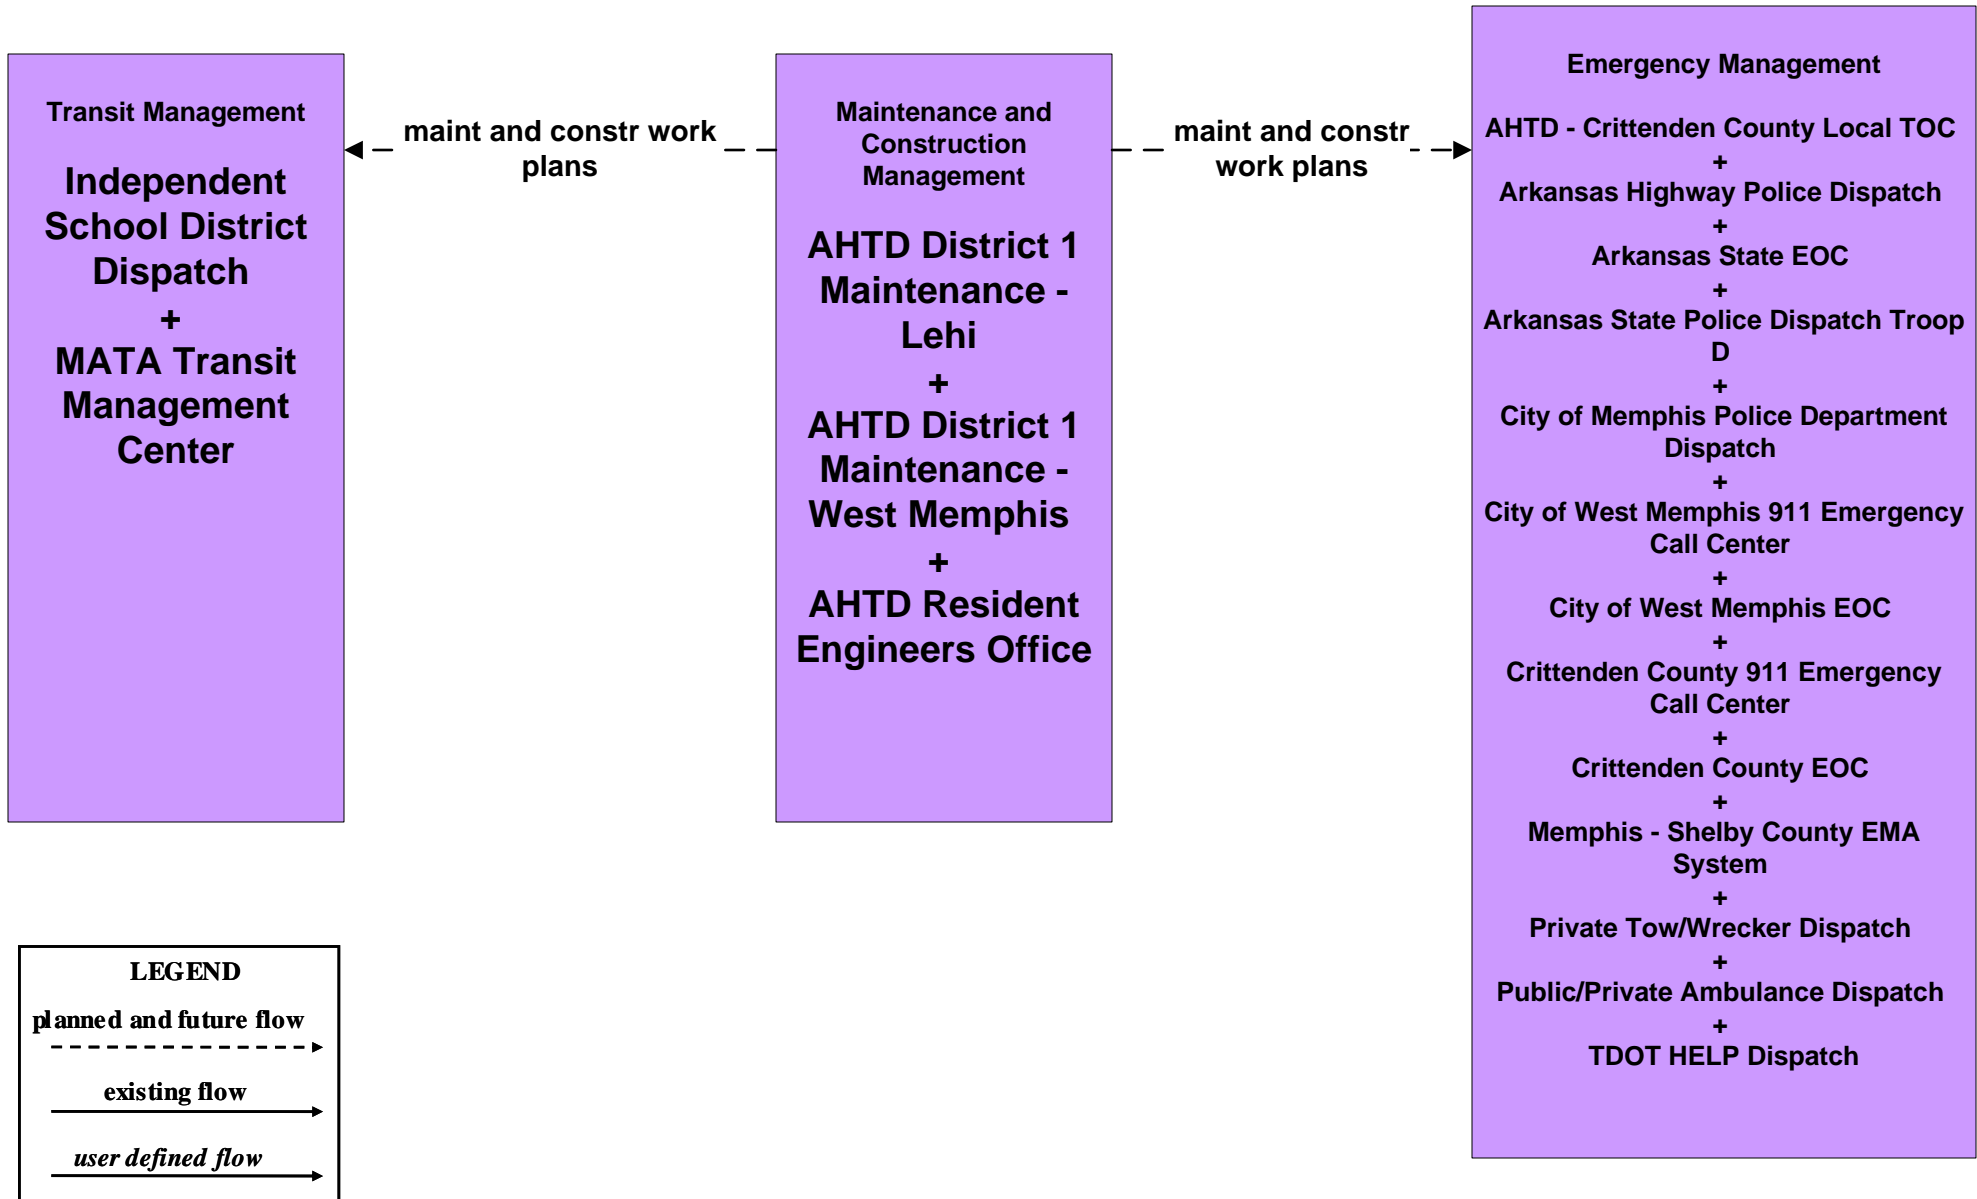 Transit Management
Independent
School District
Dispatch
+
MATA Transit
Management
Center
maint and constr work
plans
Maintenance and
Construction
Management
AHTD District 1
Maintenance -
Lehi
+
AHTD District 1
Maintenance -
West Memphis
+
AHTD Resident
Engineers Office
maint and constr
work plans
Emergency Management
AHTD - Crittenden County Local TOC
+
Arkansas Highway Police Dispatch
+
Arkansas State EOC
+
Arkansas State Police Dispatch Troop
D
+
City of Memphis Police Department
Dispatch
+
City of West Memphis 911 Emergency
Call Center
+
City of West Memphis EOC
+
Crittenden County 911 Emergency
Call Center
+
Crittenden County EOC
+
Memphis - Shelby County EMA
System
+
Private Tow/Wrecker Dispatch
+
Public/Private Ambulance Dispatch
+
TDOT HELP Dispatch
LEGEND
planned and future flow
existing flow
user defined flow